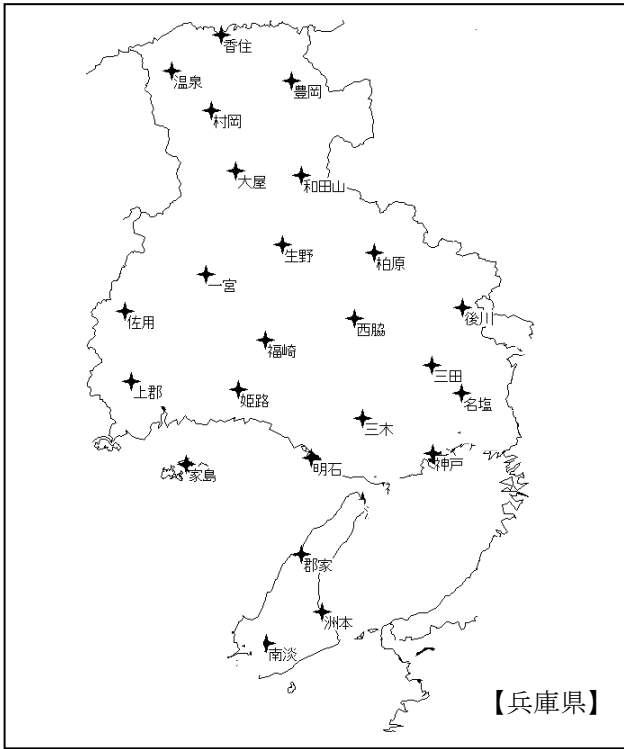 香住
温泉
豊岡
村岡
大屋
和田山
生野
柏原
一宮
佐用
後川
西脇
福崎
三田
上郡
姫路
名塩
三木
家島
明石
神戸
郡家
洲本
南淡
【兵庫県】